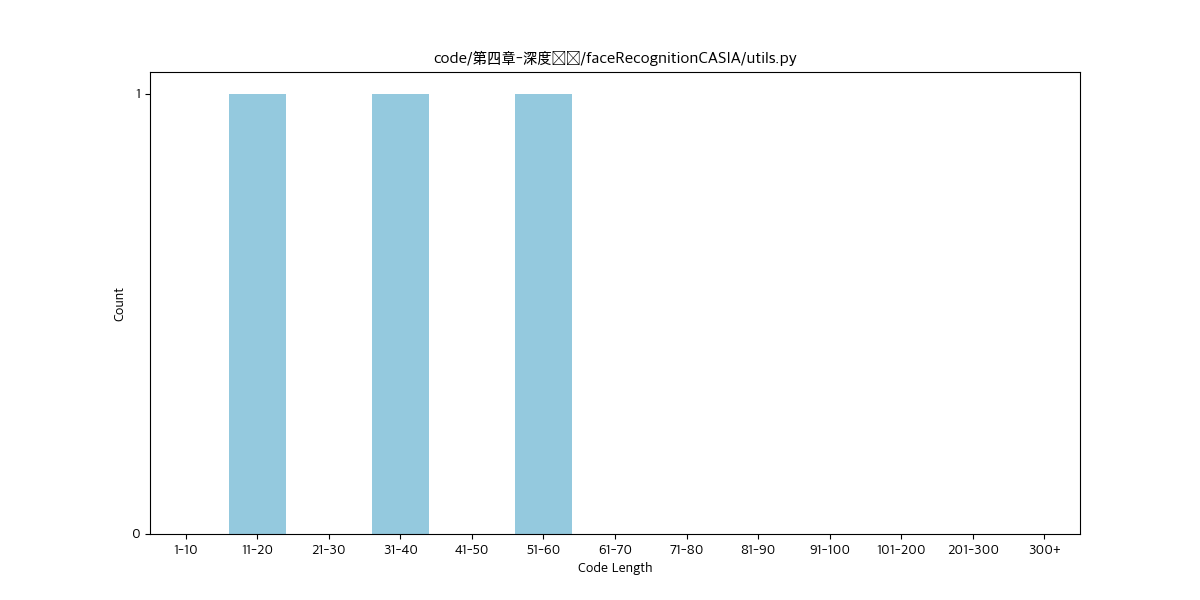 code/第四章-深度/faceRecognitionCASIA/utils.py
1
0
Count
1-10 11-20 21-30 31-40 41-50 51-60 61-70 71-80 81-90 91-100 101-200 201-300 300+
Code Length